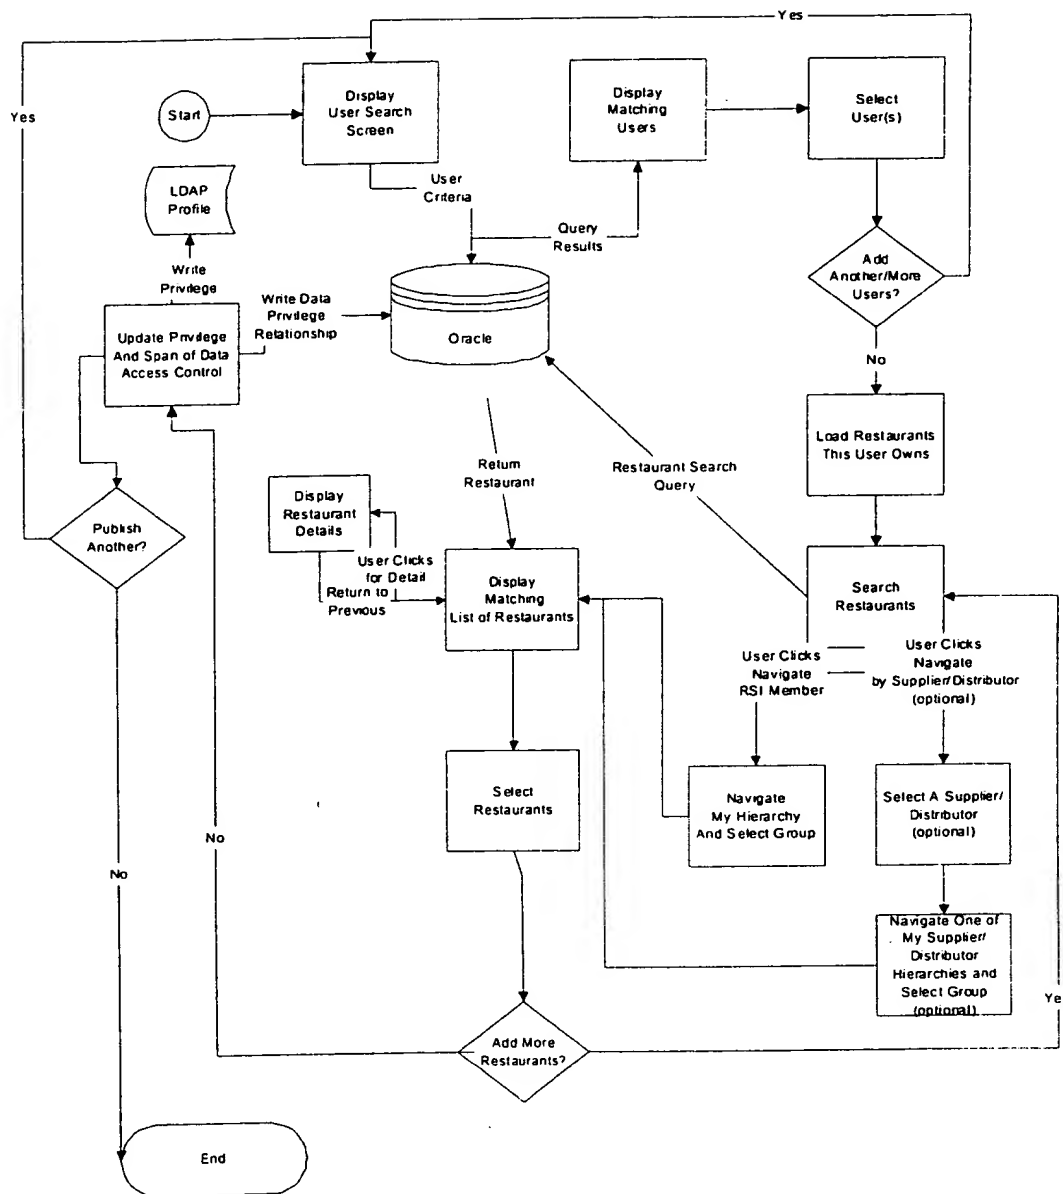 Yes
Yes
Start
Display
User Search
Screen
Display
Matching
Users
Select
User(s)
LDAP
Profile
User
Criteria
Query
Results
Write
Privilege
Add
Another/More
Users?
Write Data
Privilege
Relationship
Oracle
Update Privilege
And Span of Data
Access Control
No
Load Restaurants
This User Owns
Return
Restaurant
Restaurant Search
Query
Display
Restaurant
Details
Publish
Another?
User Clicks
for Detail
Return to
Previous
Display
Matching
List of Restaurants
Search
Restaurants
User Clicks
Navigate
RSI Member
User Clicks
Navigate
by Supplier/Distributor
(optional)
Select
Restaurants
Navigate
My Hierarchy
And Select Group
Select A Supplier/
Distributor
(optional)
No
No
Navigate One of
My Supplier/
Distributor
Hierarchies and
Select Group
(optional)
Ye
Add More
Restaurants?
End